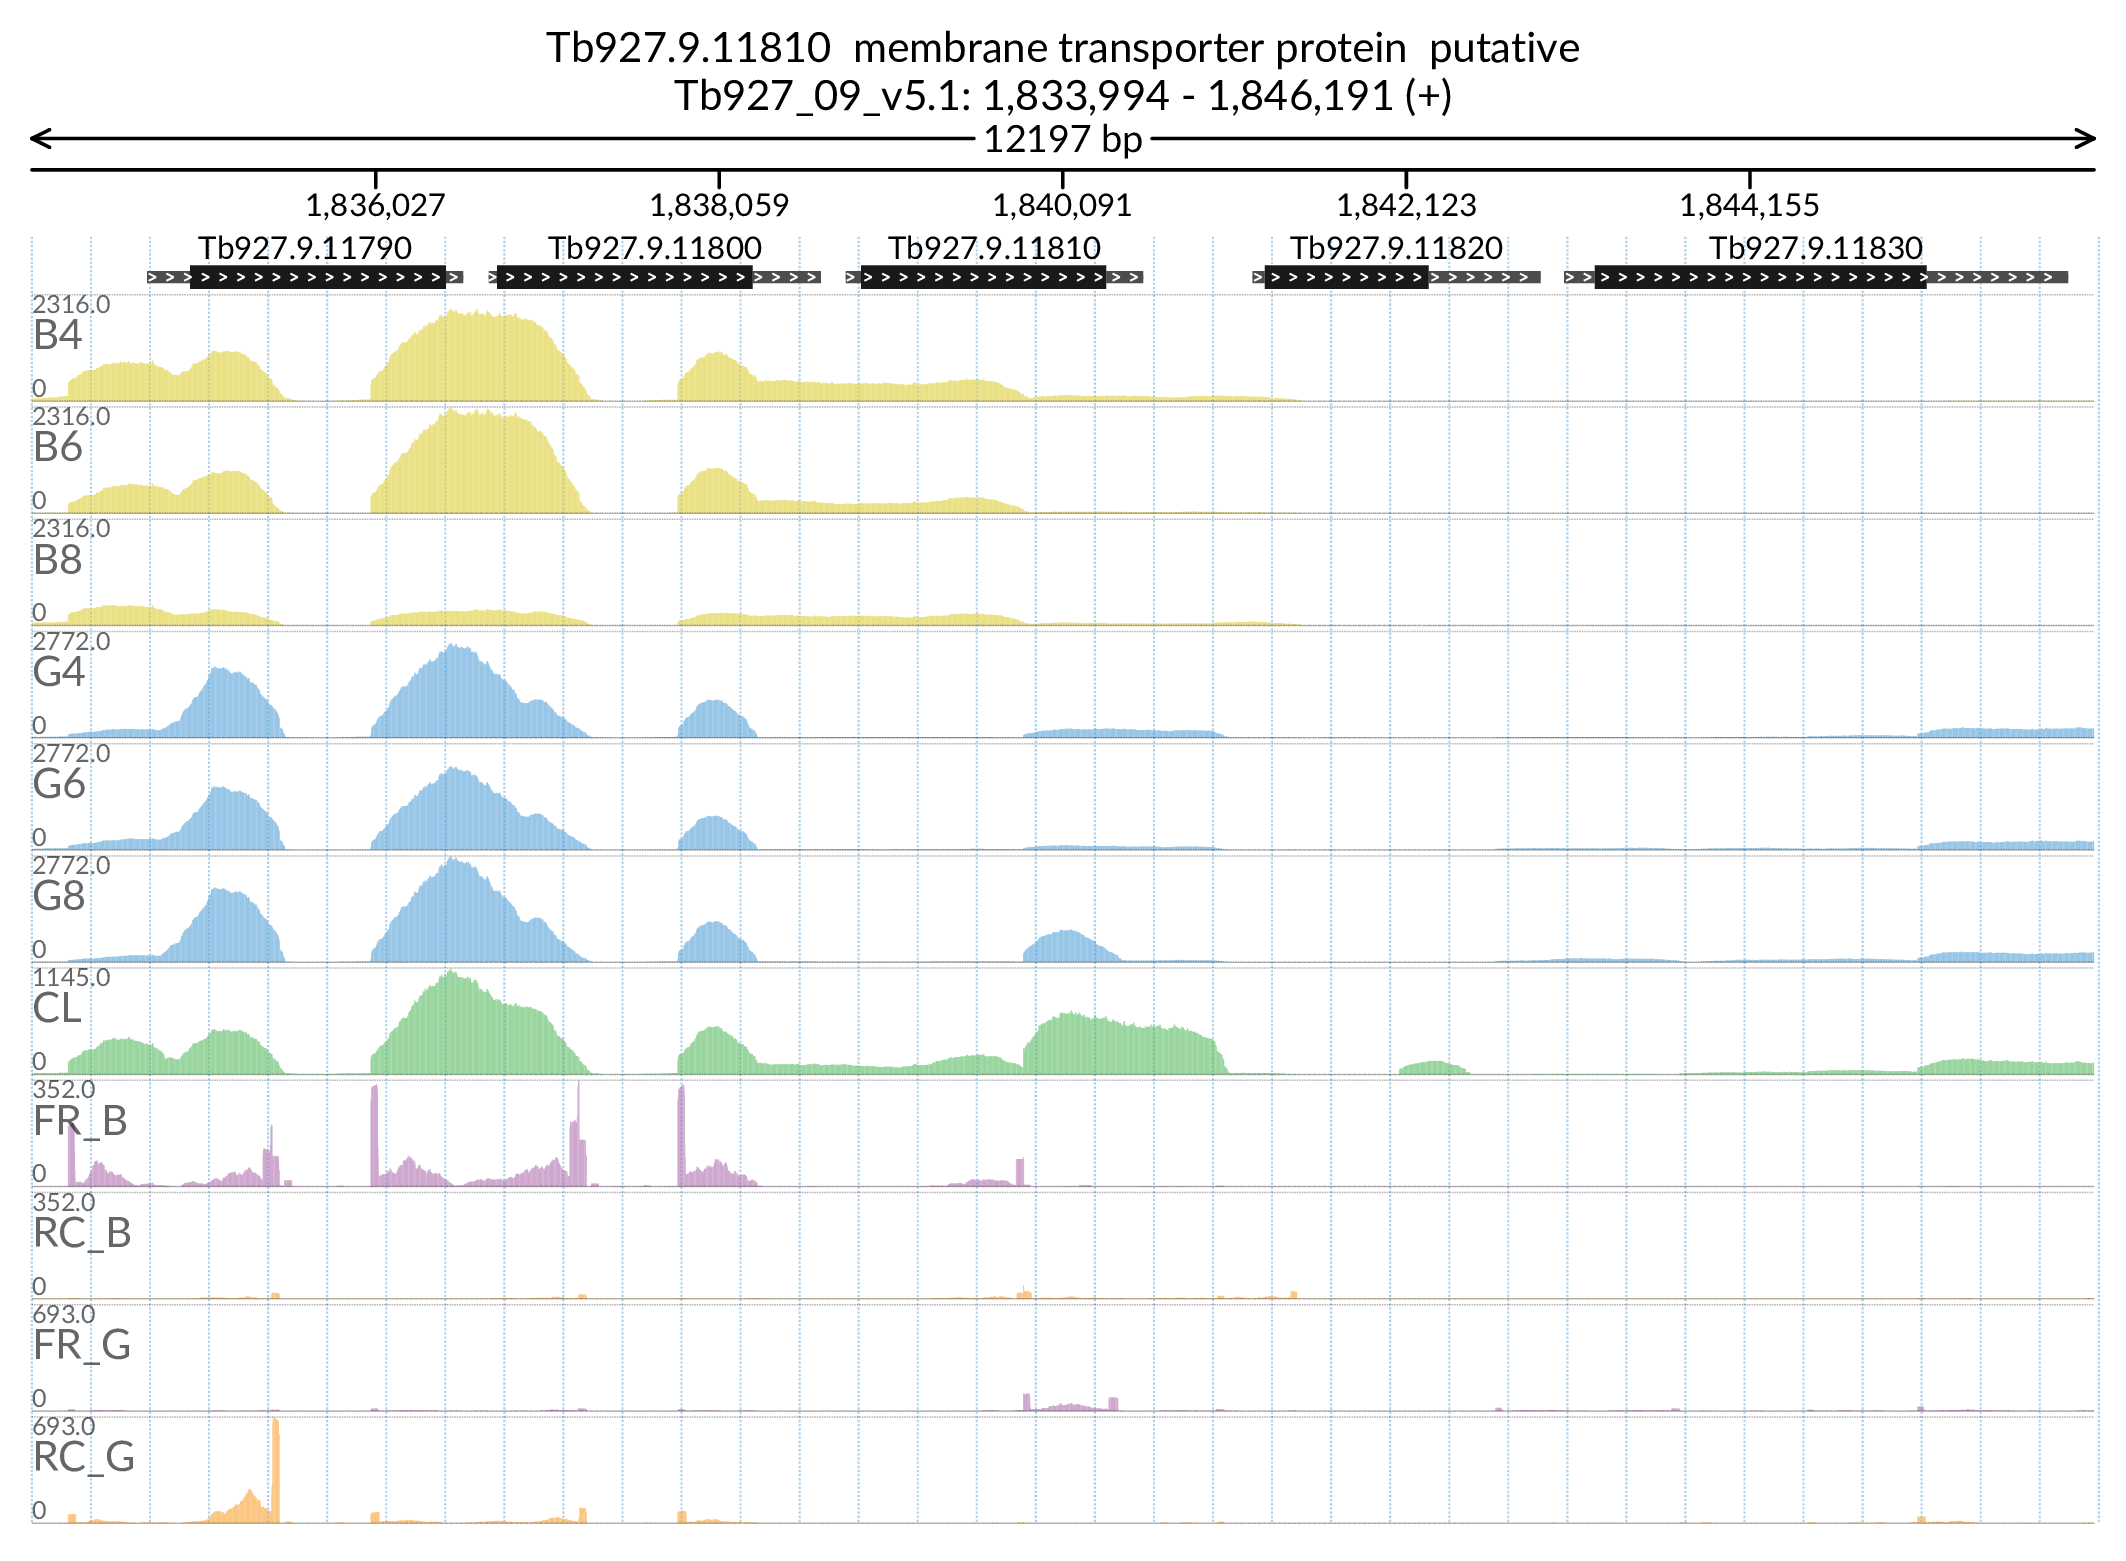 Tb927.9.11810 membrane transporter protein putative
Tb927_09_v5.1: 1,833,994 - 1,846,191 (+)
12197 bp
1,836,027 1,838,059 1,840,091 1,842,123 1,844,155
Tb927.9.11790 Tb927.9.11800 Tb927.9.11810 Tb927.9.11820 Tb927.9.11830
2316.0
B4
0
2316.0
B6
0
2316.0
B8
0
2772.0
G4
0
2772.0
G6
0
2772.0
G8
0
1145.0
CL
0
352.0
FR_B
0
352.0
RC_B
0
693.0
FR_G
0
693.0
RC_G
0